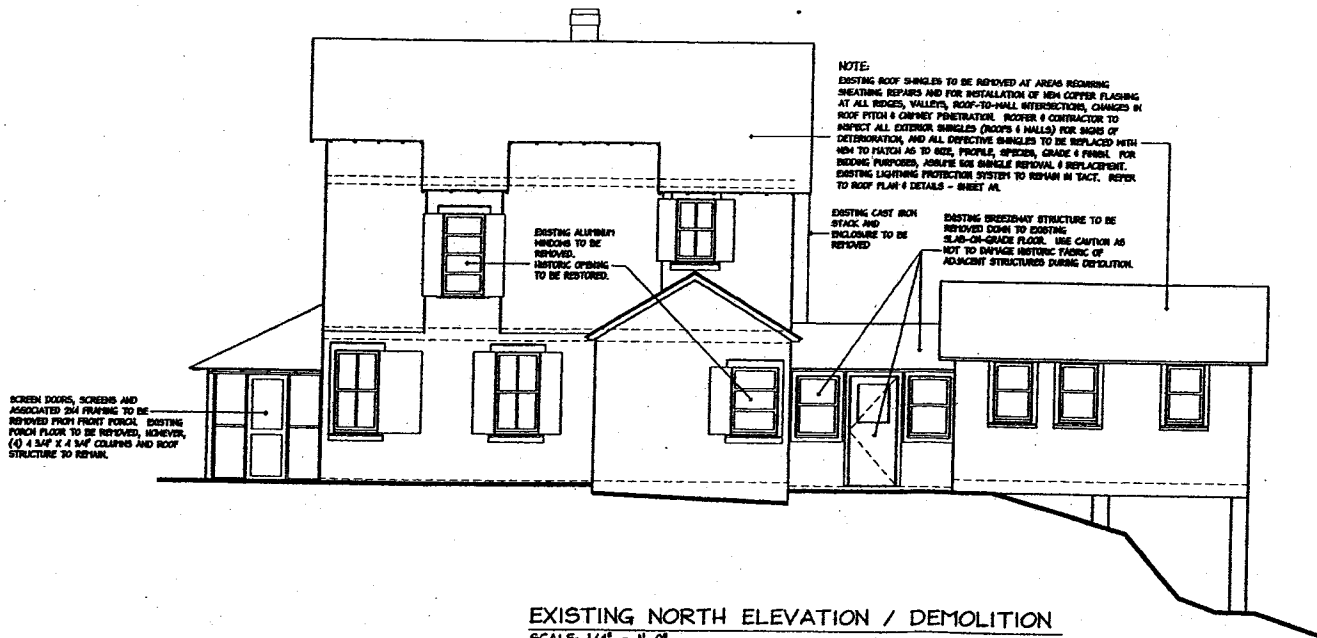 NOTE:
EXISTING ROOF SHINGLES TO BE REMOVED AT AREAS REQUIRING
SHEATHING REPAIRS AND FOR INSTALLATION OF NEW COPPER FLASHING
AT ALL RIDGES, VALLEYS, ROOF-TO-WALL INTERSECTIONS, CHANGES IN
ROOF PITCH & CHIMNEY PENETRATION. ROOFER & CONTRACTOR TO
INSPECT ALL EXTERIOR SHINGLES (ROOFS & WALLS) FOR SIGNS OF
DETERIORATION, AND ALL DEFECTIVE SHINGLES TO BE REPLACED WITH
NEW TO MATCH AS TO SIZE, PROFILE, SPECIES, GRADE & FINISH. FOR
BIDDING PURPOSES, ASSUME SHINGLE REMOVAL & REPLACEMENT.
EXISTING LIGHTNING PROTECTION SYSTEM TO REMAIN IN TACT. REFER
TO ROOF PLAN & DETAILS - SHEET
EXISTING CAST IRON
STACK AND
ENCLOSURE TO BE
REMOVED
EXISTING BREEZEWAY STRUCTURE TO BE
REMOVED DOWN TO EXISTING
SLAB-ON-GRADE FLOOR. USE CAUTION AS
NOT TO DAMAGE HISTORIC FABRIC OF
ADJACENT STRUCTURES DURING DEMOLITION.
EXISTING ALUMINUM
WINDOWS TO BE
REMOVED.
HISTORIC OPENING
TO BE RESTORED.
SCREEN DOORS, SCREENS AND
ASSOCIATED 2X4 FRAMING TO BE
REMOVED FROM FRONT PORCH. EXISTING
PORCH FLOOR TO BE REMOVED, HOWEVER,
(4) 4 3/4" X 4 3/4" COLUMNS AND ROOF
STRUCTURE TO REMAIN.
EXISTING NORTH ELEVATION / DEMOLITION
SCALE: 1/4" = 1'-0"